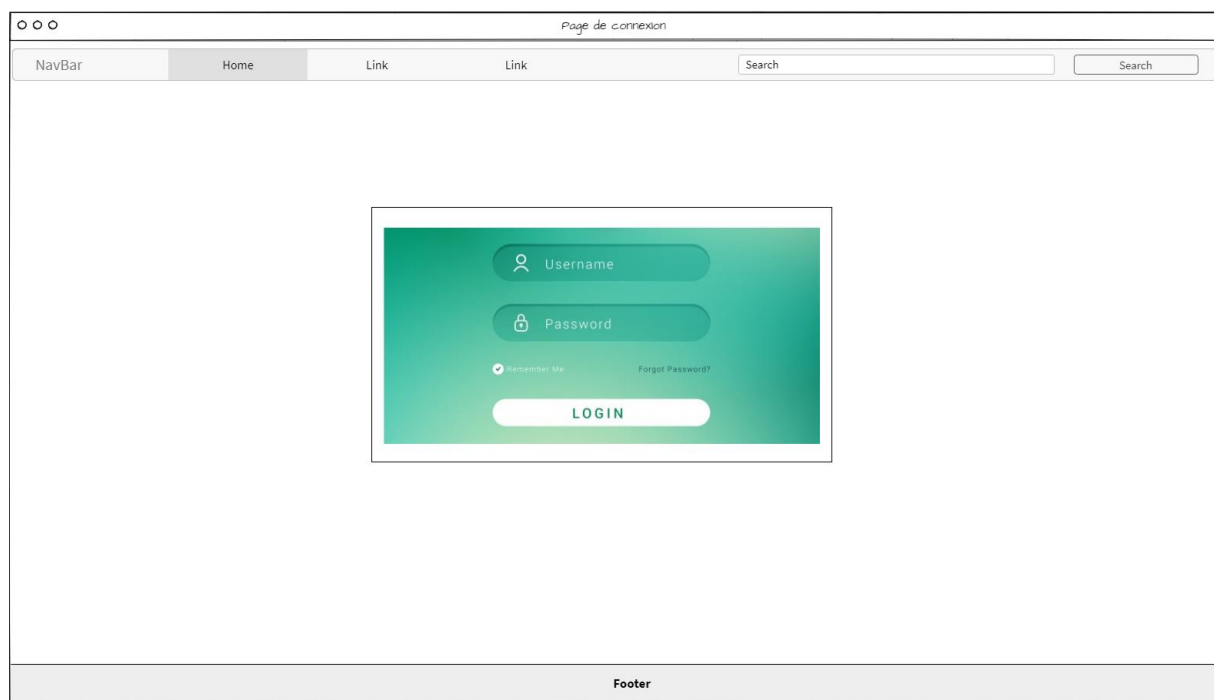 Page de connexion
NavBar Home Link Link Search Search
Username
Password
Remember Me Forgot Password?
LOGIN
Footer